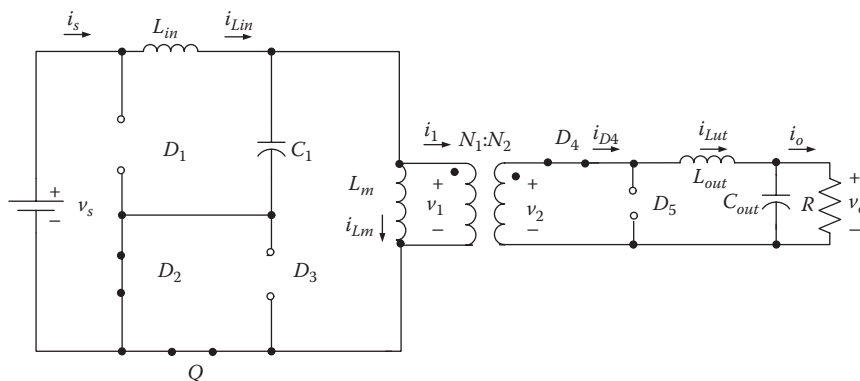 i_s L_in i_Lin
D_1 C_1
i_1 N_1:N_2 D_4 i_D4 i_Lut i_o
L_m L_out
+ v_s − + v_1 − + v_2 − D_5 C_out R + v_o −
i_Lm
D_2 D_3
Q